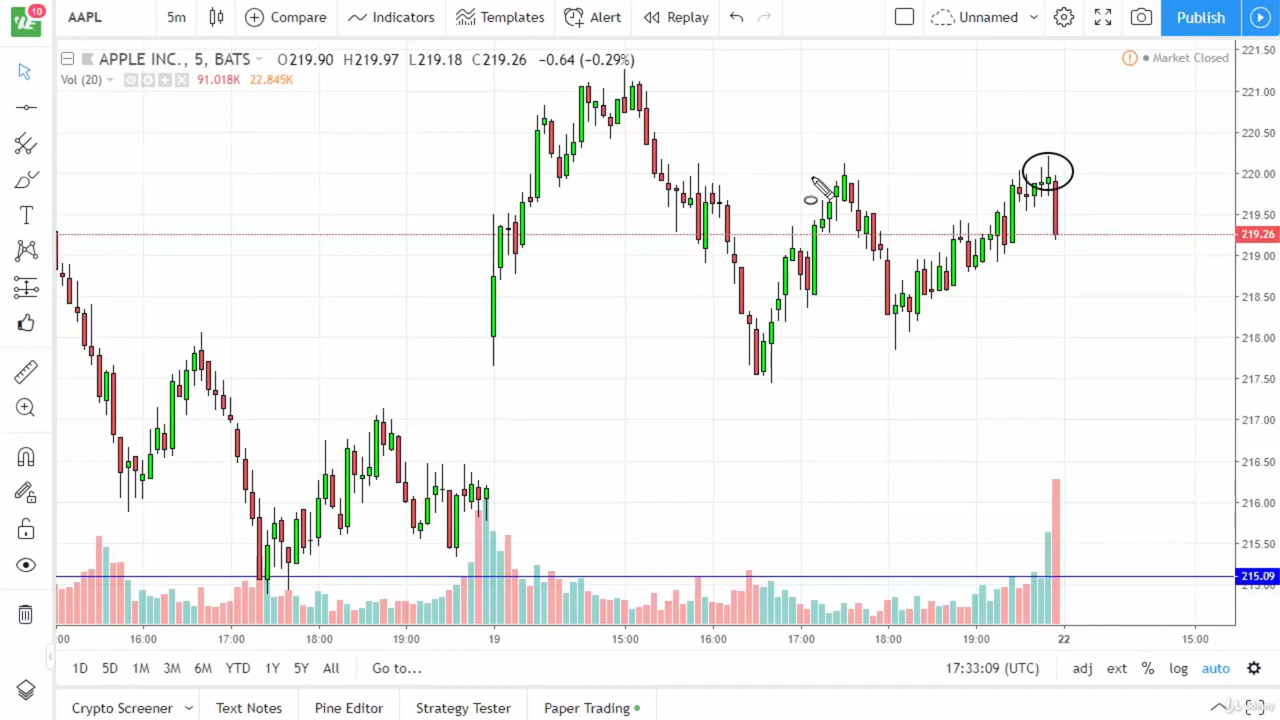 10
AAPL 5m Compare Indicators Templates Alert Replay Unnamed Publish
APPLE INC., 5, BATS O219.90 H219.97 L219.18 C219.26 −0.64 (−0.29%)
Market Closed
Vol (20) 91.018K 22.845K
221.50
221.00
220.50
220.00
219.50
219.26
219.00
218.50
218.00
217.50
217.00
216.50
216.00
215.50
215.09
:00 16:00 17:00 18:00 19:00 19 15:00 16:00 17:00 18:00 19:00 22 15:00
1D 5D 1M 3M 6M YTD 1Y 5Y All Go to... 17:33:09 (UTC) adj ext % log auto
Crypto Screener Text Notes Pine Editor Strategy Tester Paper Trading
Udemy